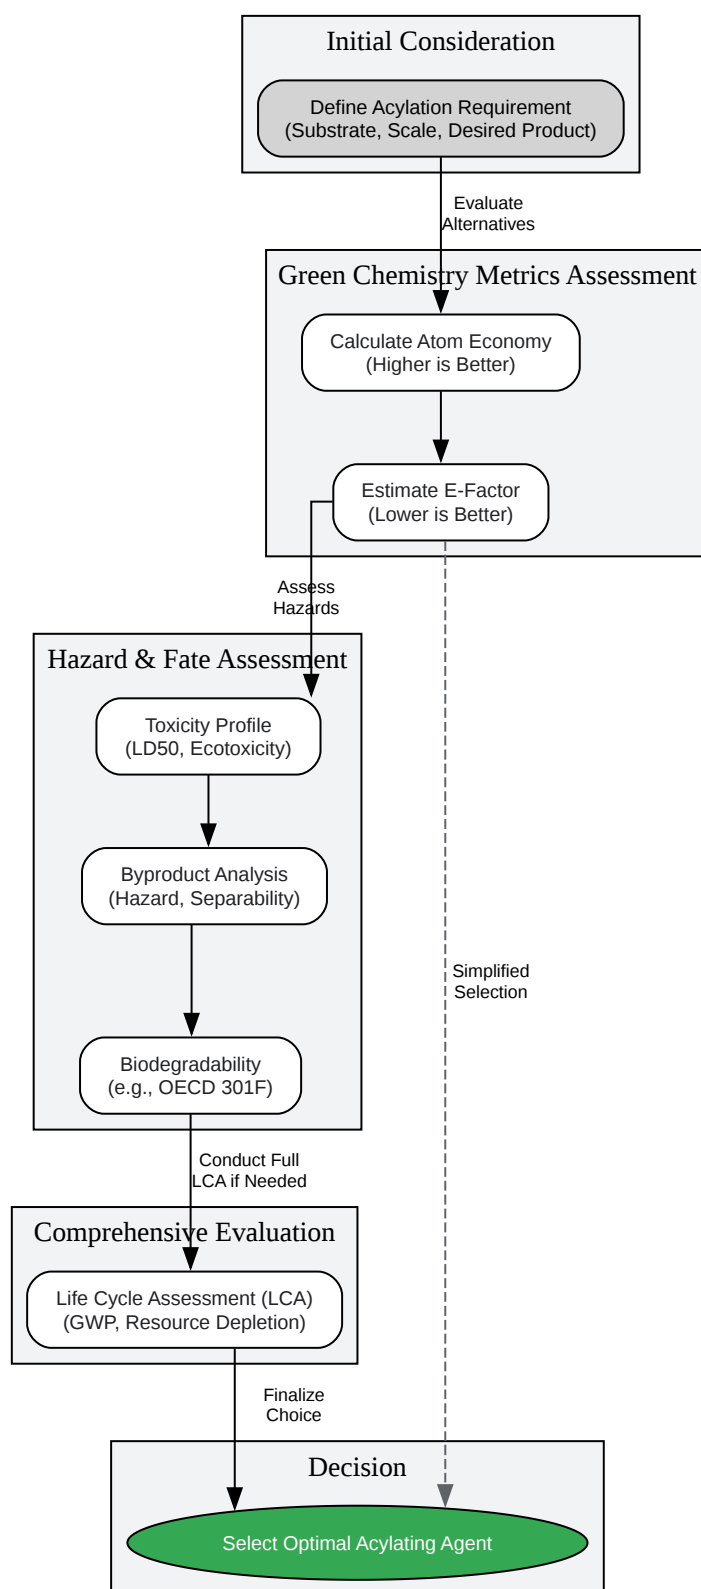 Initial Consideration
Define Acylation Requirement
(Substrate, Scale, Desired Product)
Evaluate
Alternatives
Green Chemistry Metrics Assessment
Calculate Atom Economy
(Higher is Better)
Estimate E-Factor
(Lower is Better)
Assess
Hazards
Hazard & Fate Assessment
Toxicity Profile
(LD50, Ecotoxicity)
Byproduct Analysis
(Hazard, Separability)
Simplified
Selection
Biodegradability
(e.g., OECD 301F)
Conduct Full
LCA if Needed
Comprehensive Evaluation
Life Cycle Assessment (LCA)
(GWP, Resource Depletion)
Finalize
Choice
Decision
Select Optimal Acylating Agent